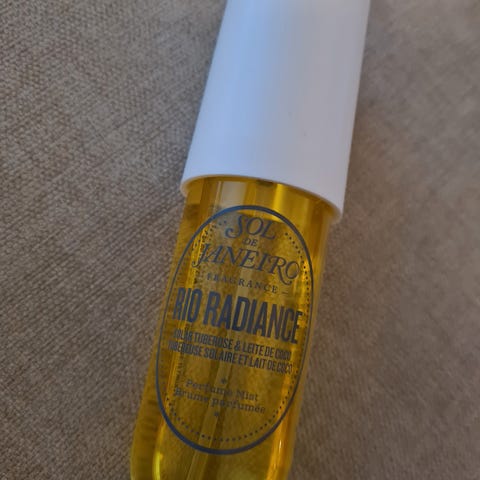 SOL
DE
JANEIRO
FRAGRANCE
RIO RADIANCE
SOLAR TUBEROSE & LEITE DE COCO
TUBÉREUSE SOLAIRE ET LAIT DE COCO
Perfume Mist
Brume parfumée